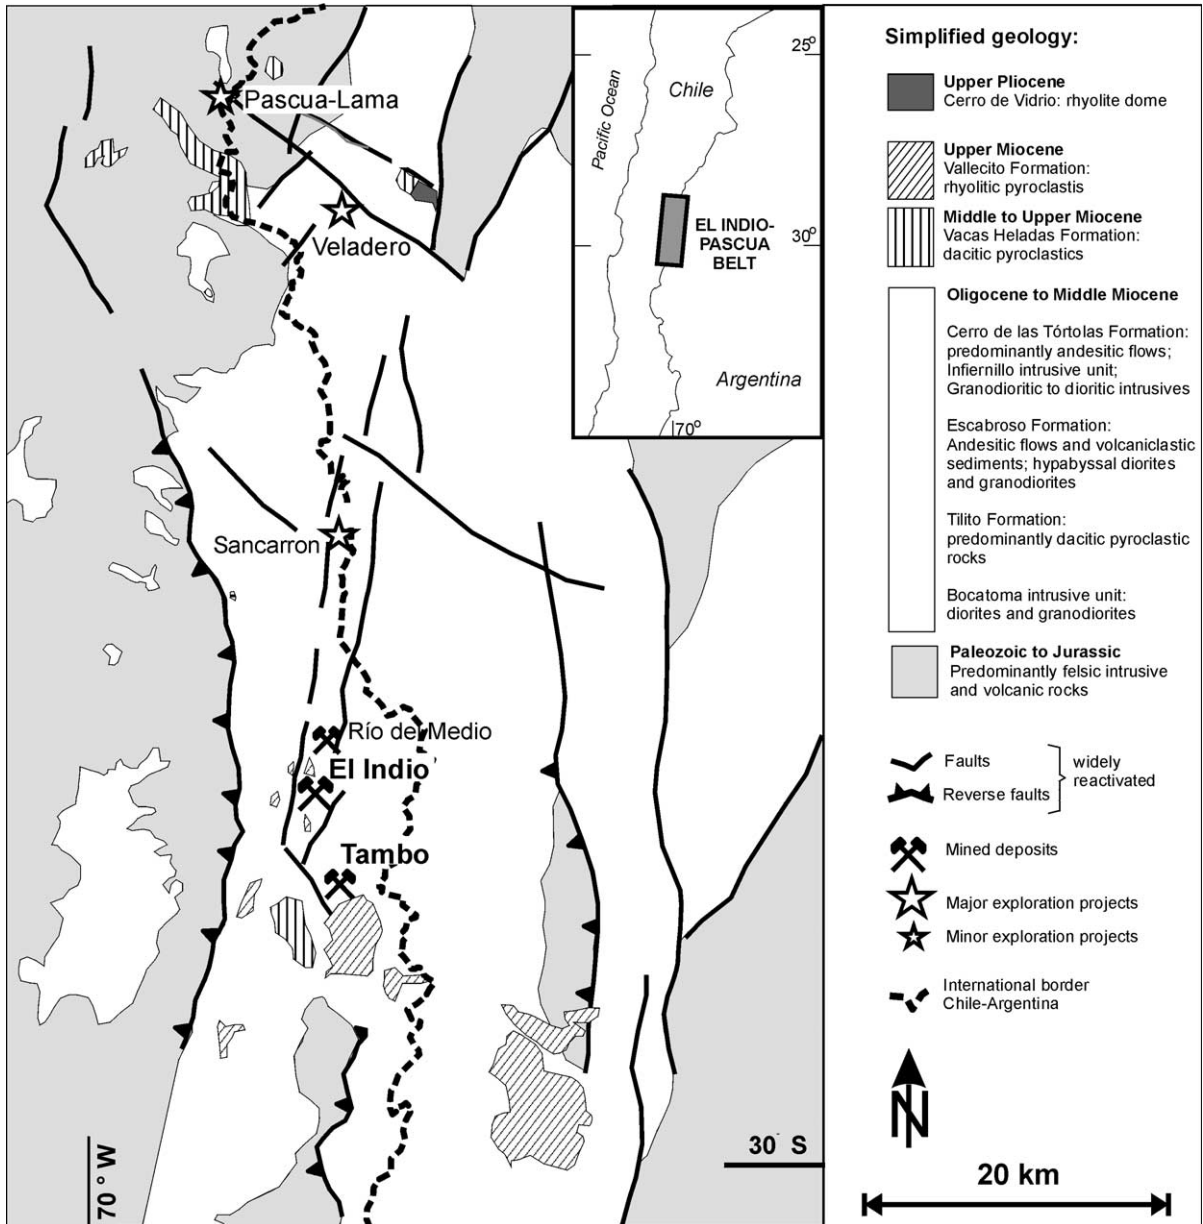 Pascua-Lama
Veladero
Sancarron
Río del Medio
El Indio
Tambo
70° W
30° S
25°
Chile
Pacific Ocean
EL INDIO-
PASCUA
BELT
30°
Argentina
70°
Simplified geology:
Upper Pliocene
Cerro de Vidrio: rhyolite dome
Upper Miocene
Vallecito Formation:
rhyolitic pyroclastis
Middle to Upper Miocene
Vacas Heladas Formation:
dacitic pyroclastics
Oligocene to Middle Miocene
Cerro de las Tórtolas Formation:
predominantly andesitic flows;
Infiernillo intrusive unit;
Granodioritic to dioritic intrusives
Escabroso Formation:
Andesitic flows and volcaniclastic
sediments; hypabyssal diorites
and granodiorites
Tilito Formation:
predominantly dacitic pyroclastic
rocks
Bocatoma intrusive unit:
diorites and granodiorites
Paleozoic to Jurassic
Predominantly felsic intrusive
and volcanic rocks
Faults
Reverse faults
widely
reactivated
Mined deposits
Major exploration projects
Minor exploration projects
International border
Chile-Argentina
N
20 km